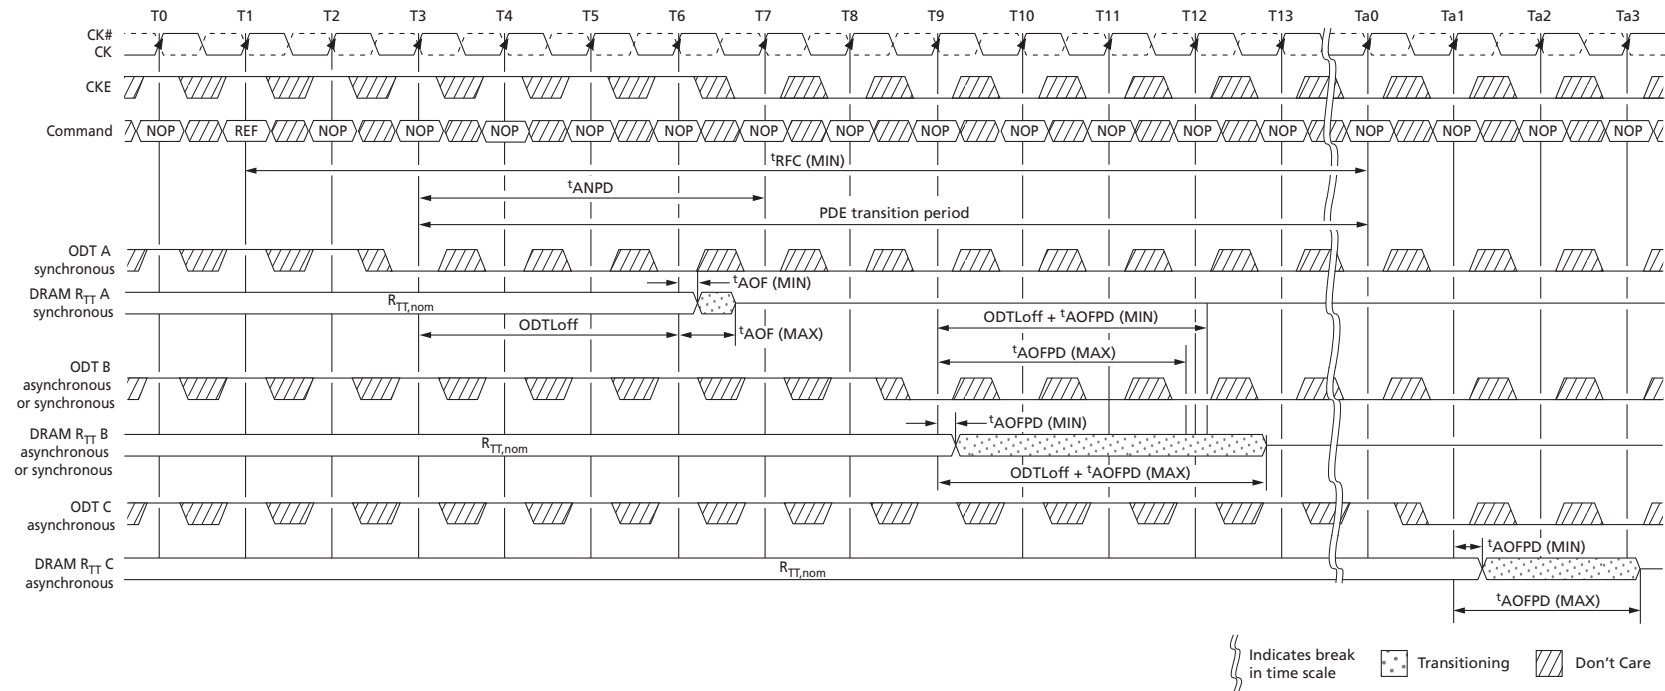 T0 T1 T2 T3 T4 T5 T6 T7 T8 T9 T10 T11 T12 T13 Ta0 Ta1 Ta2 Ta3
CK#
CK
CKE
Command NOP REF NOP NOP NOP NOP NOP NOP NOP NOP NOP NOP NOP NOP NOP NOP NOP NOP
tRFC (MIN)
tANPD
PDE transition period
ODT A
synchronous
tAOF (MIN)
DRAM RTT A
synchronous
RTT,nom
ODTLoff + tAOFPD (MIN)
ODTLoff
tAOF (MAX)
tAOFPD (MAX)
ODT B
asynchronous
or synchronous
tAOFPD (MIN)
DRAM RTT B
asynchronous
or synchronous
RTT,nom
ODTLoff + tAOFPD (MAX)
ODT C
asynchronous
tAOFPD (MIN)
DRAM RTT C
asynchronous
RTT,nom
tAOFPD (MAX)
Indicates break
in time scale
Transitioning
Don't Care